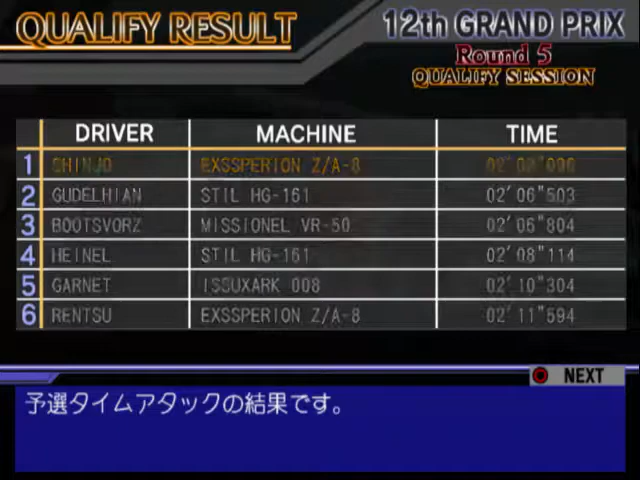 QUALIFY RESULT
12th GRAND PRIX
Round 5
QUALIFY SESSION
DRIVER MACHINE TIME
1 SHINJO EXSSPERION Z/A-8
2 GUDELHIAN STIL HG-161 02'06"503
3 BOOTSVORZ MISSIONEL VR-50 02'06"804
4 HEINEL STIL HG-161 02'08"114
5 GARNET ISSUXARK 008 02'10"304
6 RENTSU EXSSPERION Z/A-8 02'11"594
NEXT
予選タイムアタックの結果です。